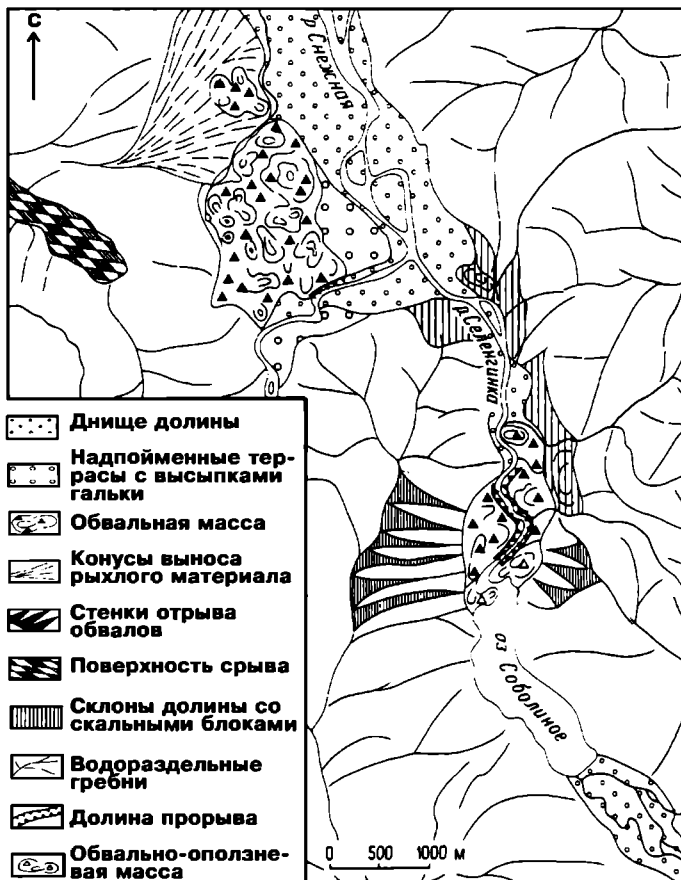 С
р. Снежная
р. Селенгинка
оз Соболиное
Днище долины
Надпойменные тер-
расы с высыпками
гальки
Обвальная масса
Конусы выноса
рыхлого материала
Стенки отрыва
обвалов
Поверхность срыва
Склоны долины со
скальными блоками
Водораздельные
гребни
Долина прорыва
Обвально-оползне-
вая масса
0 500 1000 м